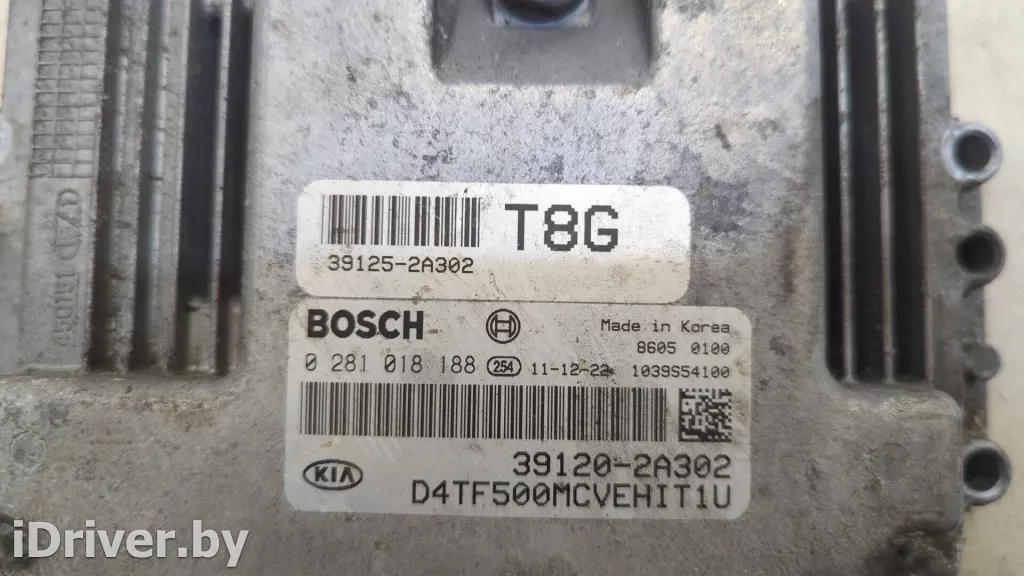 T8G
39125-2A302
BOSCH
Made in Korea
8605 0100
0 281 018 188 254 11-12-22 1039S54100
39120-2A302
KIA
D4TF500MCVEHIT1U
iDriver.by